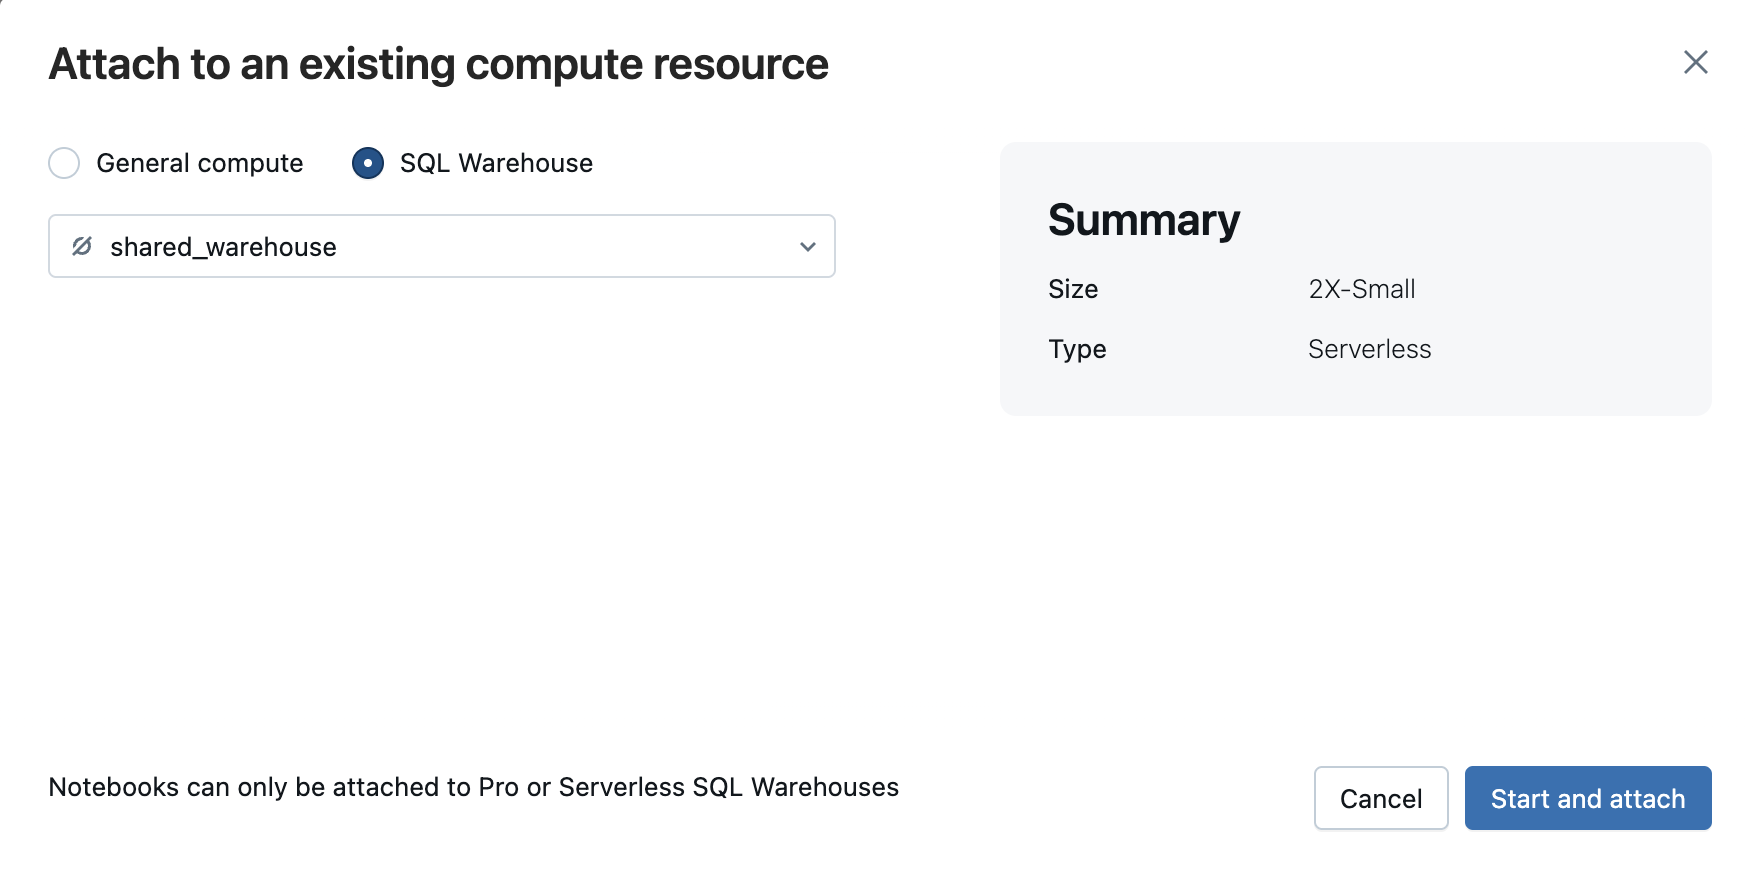 Attach to an existing compute resource
General compute
SQL Warehouse
shared_warehouse
Summary
Size 2X-Small
Type Serverless
Notebooks can only be attached to Pro or Serverless SQL Warehouses
Cancel
Start and attach